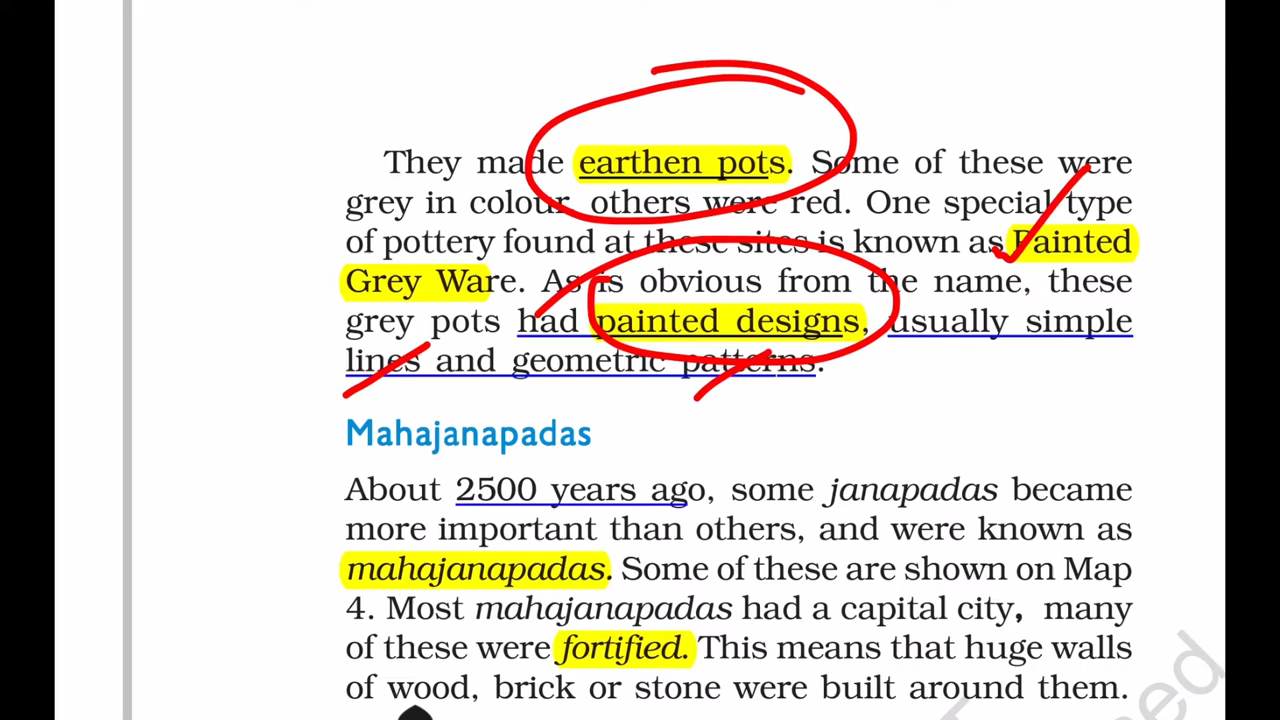 They made earthen pots. Some of these were
grey in colour, others were red. One special type
of pottery found at these sites is known as Painted
Grey Ware. As is obvious from the name, these
grey pots had painted designs, usually simple
lines and geometric patterns.
Mahajanapadas
About 2500 years ago, some janapadas became
more important than others, and were known as
mahajanapadas. Some of these are shown on Map
4. Most mahajanapadas had a capital city, many
of these were fortified. This means that huge walls
of wood, brick or stone were built around them.